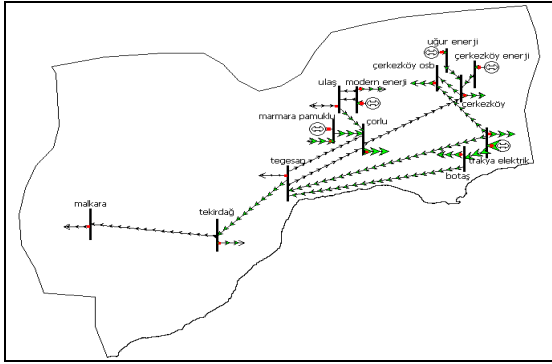 uğur enerji
çerkezköy enerji
çerkezköy osb
ulaş
modern enerji
çerkezköy
marmara pamuklu
çorlu
trakya elektrik
tegesan
botaş
malkara
tekirdağ